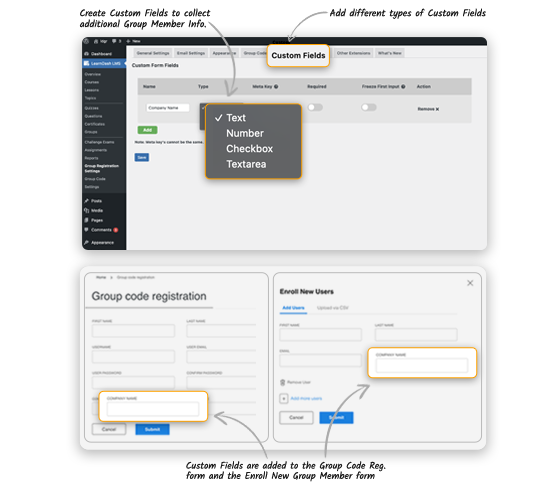 Create Custom Fields to collect
additional Group Member Info.
Add different types of Custom Fields
New
Dashboard
LearnDash LMS
Overview
Courses
Lessons
Topics
Quizzes
Questions
Certificates
Groups
Challenge Exams
Assignments
Reports
Group Registration
Settings
Group Code
Settings
Posts
Media
Pages
Comments
Appearance
General Settings
Email Settings
Appearance
Group Code
Custom Fields
Other Extensions
What's New
Custom Form Fields
Name
Type
Meta Key
Required
Freeze First Input
Action
Company Name
Remove ×
✓ Text
Number
Checkbox
Textarea
Add
Note: Meta key's cannot be the same.
Save
Home > Group code registration
Group code registration
FIRST NAME
LAST NAME
USERNAME
USER EMAIL
USER PASSWORD
CONFIRM PASSWORD
COMPANY NAME
Cancel
Submit
Enroll New Users
Add Users
Upload via CSV
FIRST NAME
LAST NAME
EMAIL
COMPANY NAME
Remove User
+ Add more users
Cancel
Submit
Custom Fields are added to the Group Code Reg.
form and the Enroll New Group Member form